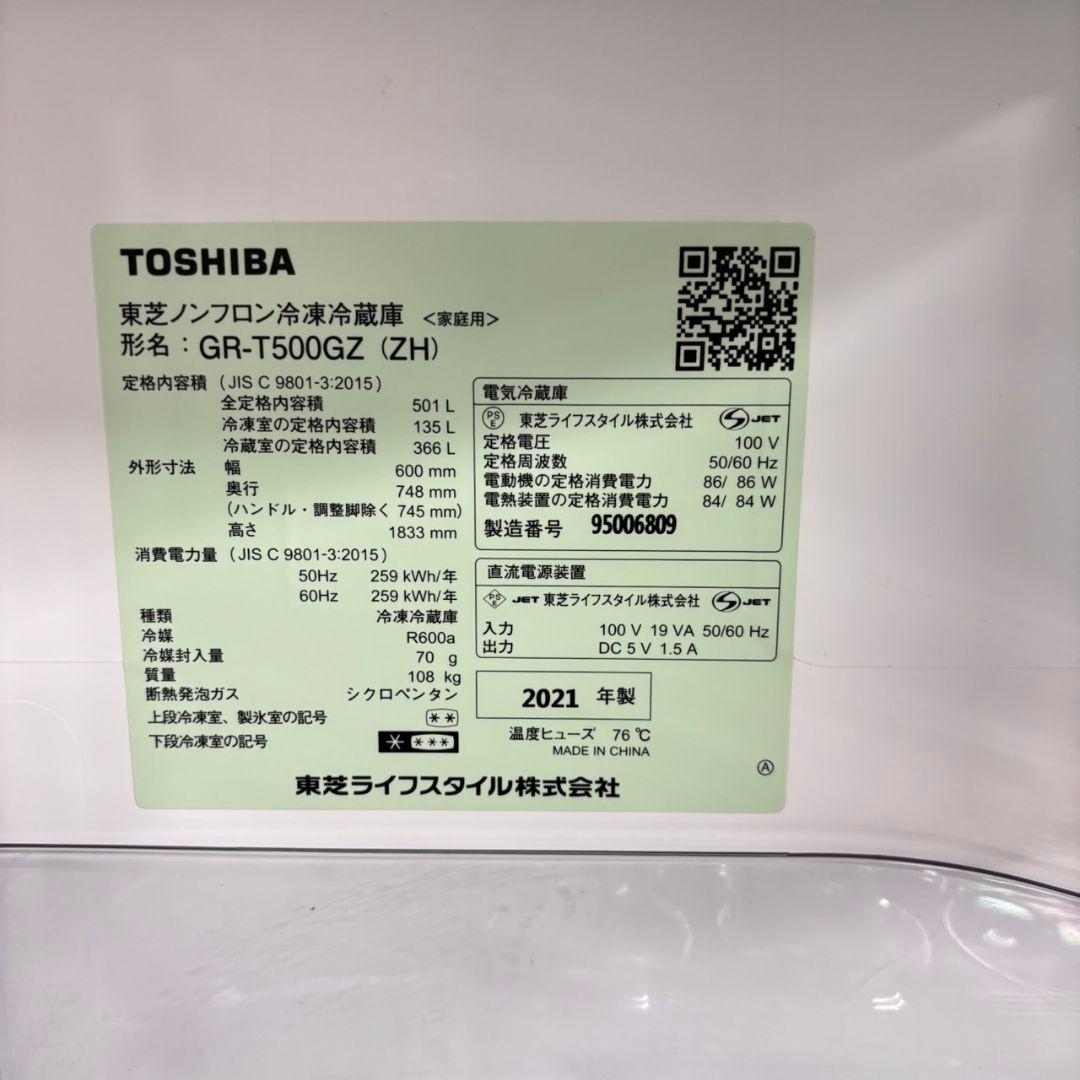 TOSHIBA
東芝ノンフロン冷凍冷蔵庫 <家庭用>
形名：GR-T500GZ (ZH)
定格内容積 (JIS C 9801-3:2015)
全定格内容積 501 L
冷凍室の定格内容積 135 L
冷蔵室の定格内容積 366 L
外形寸法 幅 600 mm
奥行 748 mm
(ハンドル・調整脚除く 745 mm)
高さ 1833 mm
消費電力量 (JIS C 9801-3:2015)
50Hz 259 kWh/年
60Hz 259 kWh/年
種類 冷凍冷蔵庫
冷媒 R600a
冷媒封入量 70 g
質量 108 kg
断熱発泡ガス シクロペンタン
上段冷凍室、製氷室の記号 **
下段冷凍室の記号 * ***
電気冷蔵庫
PSE 東芝ライフスタイル株式会社 S JET
定格電圧 100 V
定格周波数 50/60 Hz
電動機の定格消費電力 86/ 86 W
電熱装置の定格消費電力 84/ 84 W
製造番号 95006809
直流電源装置
PSE JET 東芝ライフスタイル株式会社 S JET
入力 100 V 19 VA 50/60 Hz
出力 DC 5 V 1.5 A
2021 年製
温度ヒューズ 76 ℃
MADE IN CHINA
Ⓐ
東芝ライフスタイル株式会社